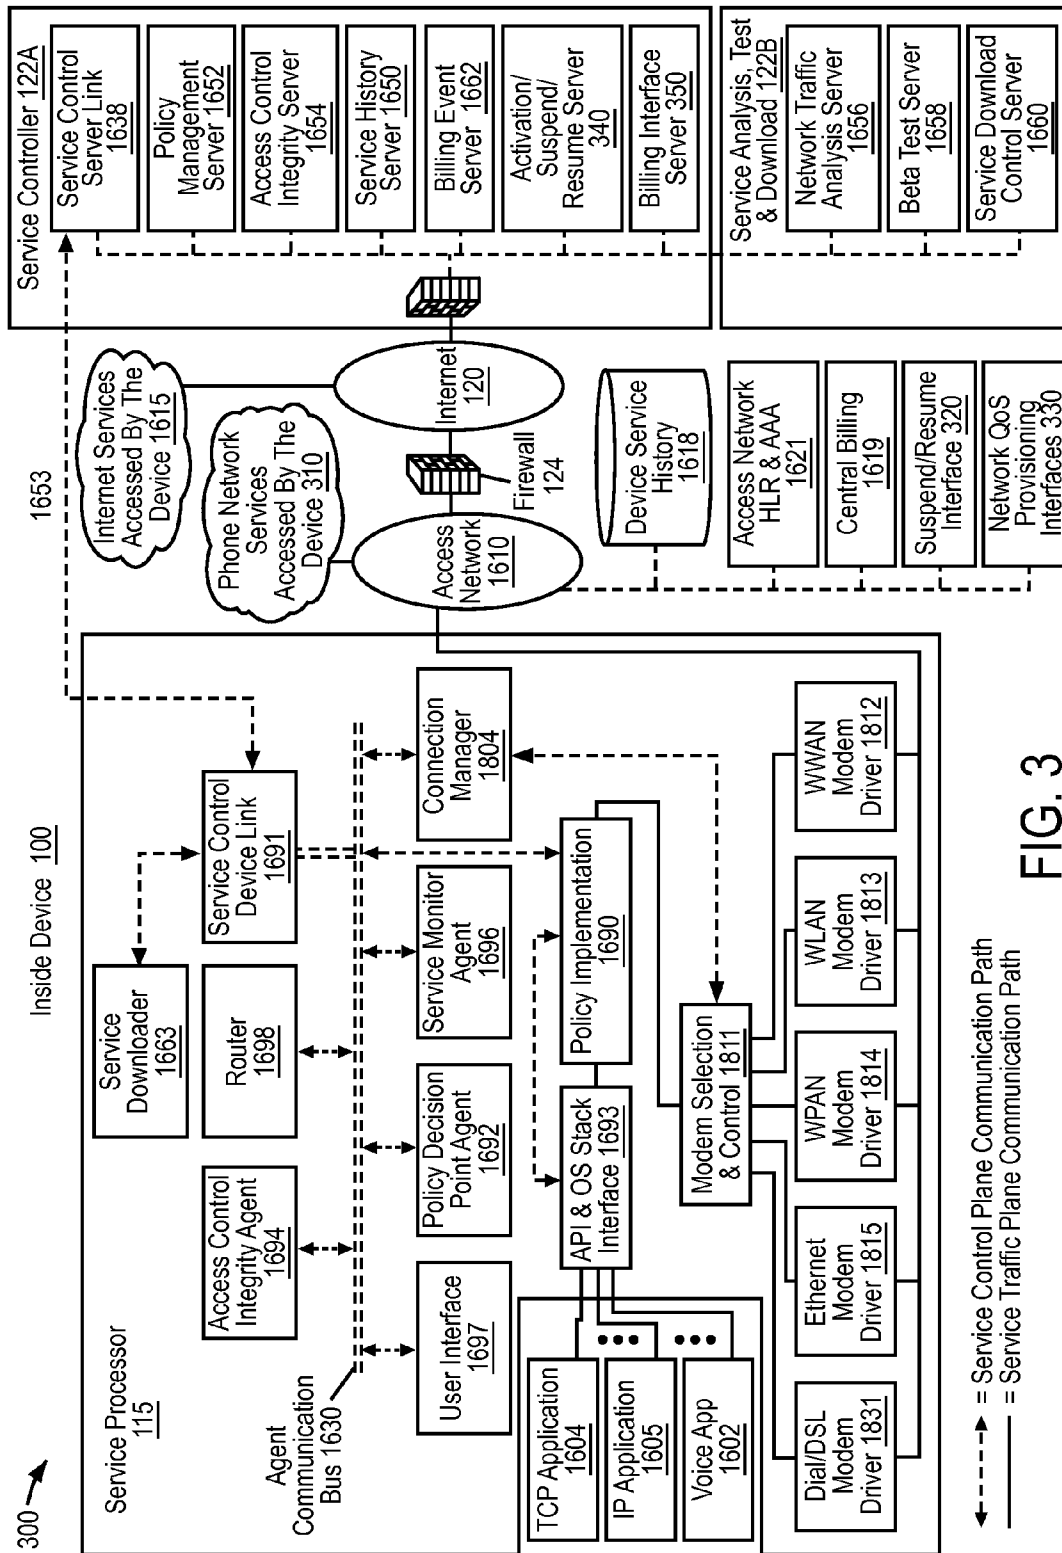 300
Inside Device 100
Service Processor
115
Access Control
Integrity Agent
1694
Router
1698
Service
Downloader
1663
Service Control
Device Link
1691
1653
Agent
Communication
Bus 1630
User Interface
1697
Policy Decision
Point Agent
1692
Service Monitor
Agent
1696
Connection
Manager
1804
TCP Application
1604
IP Application
1605
Voice App
1602
API & OS Stack
Interface 1693
Policy Implementation
1690
Modem Selection
& Control 1811
Dial/DSL
Modem
Driver 1831
Ethernet
Modem
Driver 1815
WPAN
Modem
Driver 1814
WLAN
Modem
Driver 1813
WWAN
Modem
Driver 1812
Internet Services
Accessed By The
Device 1615
Phone Network
Services
Accessed By The
Device 310
Access
Network
1610
Firewall
124
Internet
120
Device Service
History
1618
Access Network
HLR & AAA
1621
Central Billing
1619
Suspend/Resume
Interface 320
Network QoS
Provisioning
Interfaces 330
Service Controller 122A
Service Control
Server Link
1638
Policy
Management
Server 1652
Access Control
Integrity Server
1654
Service History
Server 1650
Billing Event
Server 1662
Activation/
Suspend/
Resume Server
340
Billing Interface
Server 350
Service Analysis, Test
& Download 122B
Network Traffic
Analysis Server
1656
Beta Test Server
1658
Service Download
Control Server
1660
= Service Control Plane Communication Path
= Service Traffic Plane Communication Path
FIG. 3